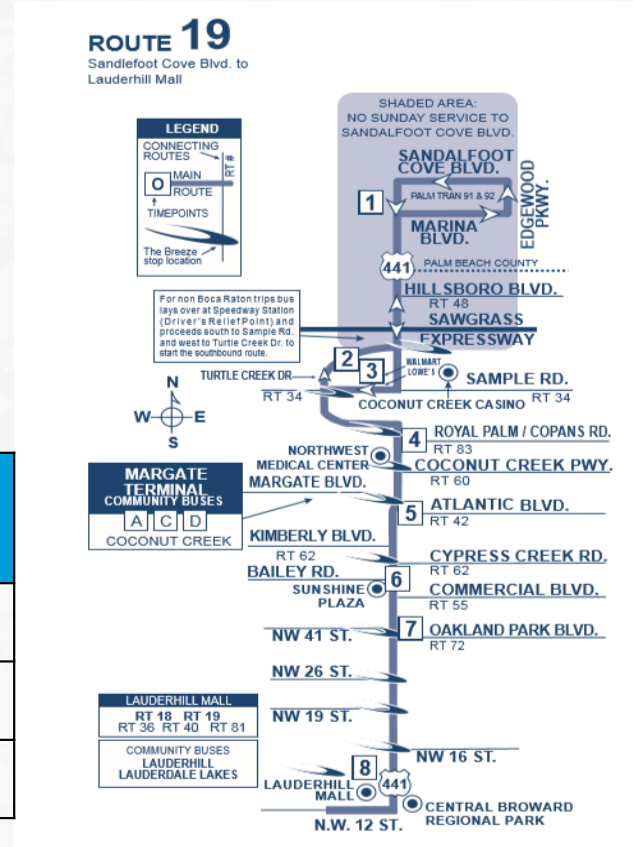 ROUTE 19
Sandlefoot Cove Blvd. to
Lauderhill Mall
SHADED AREA:
NO SUNDAY SERVICE TO
SANDALFOOT COVE BLVD.
LEGEND
CONNECTING
ROUTES
RT #
O
MAIN
ROUTE
TIMEPOINTS
The Breeze
stop location
SANDALFOOT
COVE BLVD.
PALM TRAN 91 & 92
EDGEWOOD
PKWY.
1
MARINA
BLVD.
441
PALM BEACH COUNTY
HILLSBORO BLVD.
RT 48
SAWGRASS
EXPRESSWAY
For non Boca Raton trips bus
lays over at Speedway Station
(Driver's Relief Point) and
proceeds south to Sample Rd.
and west to Turtle Creek Dr. to
start the southbound route.
2
3
WALMART
LOWE'S
TURTLE CREEK DR
SAMPLE RD.
RT 34
RT 34
COCONUT CREEK CASINO
N
W
E
S
4
ROYAL PALM / COPANS RD.
RT 83
NORTHWEST
MEDICAL CENTER
COCONUT CREEK PWY.
RT 60
MARGATE BLVD.
MARGATE
TERMINAL
COMMUNITY BUSES
A C D
COCONUT CREEK
5
ATLANTIC BLVD.
RT 42
KIMBERLY BLVD.
RT 62
CYPRESS CREEK RD.
RT 62
BAILEY RD.
6
SUNSHINE
PLAZA
COMMERCIAL BLVD.
RT 55
7
OAKLAND PARK BLVD.
RT 72
NW 41 ST.
NW 26 ST.
NW 19 ST.
LAUDERHILL MALL
RT 18 RT 19
RT 36 RT 40 RT 81
COMMUNITY BUSES
LAUDERHILL
LAUDERDALE LAKES
NW 16 ST.
8
LAUDERHILL
MALL
441
CENTRAL BROWARD
REGIONAL PARK
N.W. 12 ST.